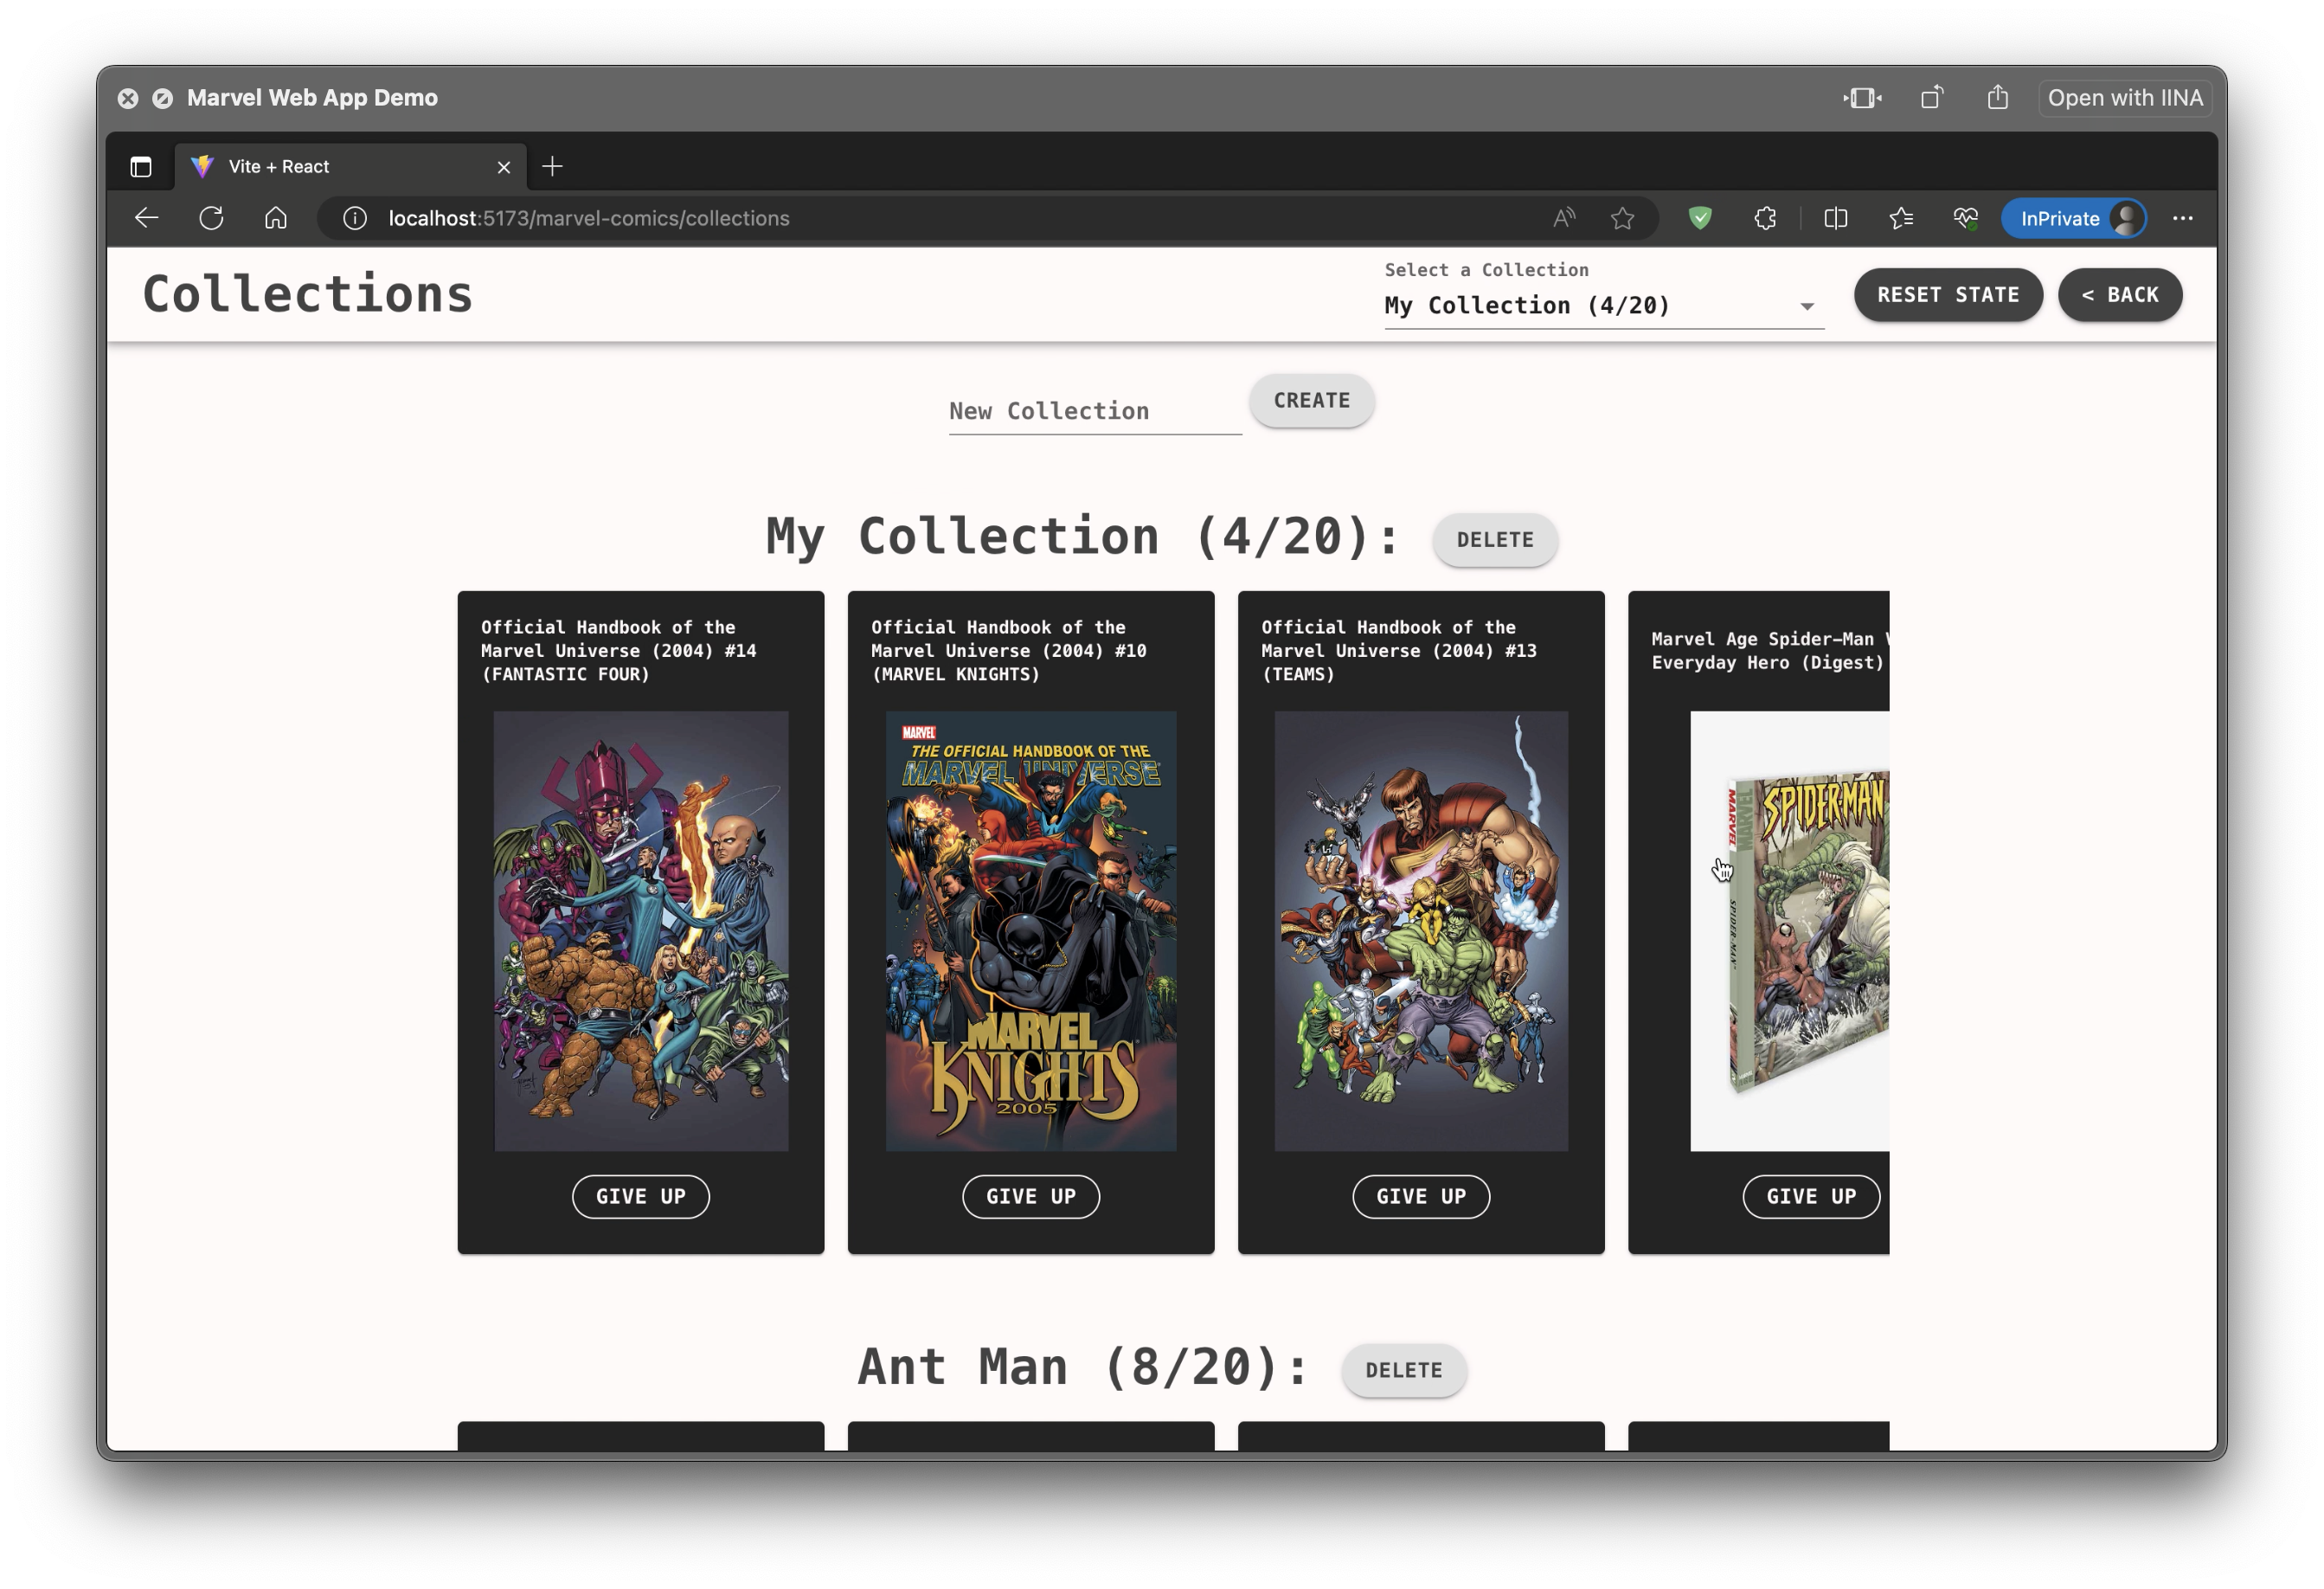 Marvel Web App Demo
Open with IINA
Vite + React
localhost:5173/marvel-comics/collections
InPrivate
Collections
Select a Collection
My Collection (4/20)
RESET STATE
< BACK
New Collection
CREATE
My Collection (4/20):
DELETE
Official Handbook of the
Marvel Universe (2004) #14
(FANTASTIC FOUR)
GIVE UP
Official Handbook of the
Marvel Universe (2004) #10
(MARVEL KNIGHTS)
MARVEL
THE OFFICIAL HANDBOOK OF THE
MARVEL UNIVERSE
MARVEL
KNIGHTS
2005
GIVE UP
Official Handbook of the
Marvel Universe (2004) #13
(TEAMS)
GIVE UP
Marvel Age Spider-Man
Everyday Hero (Digest)
MARVEL
MARVEL
SPIDER-MAN
SPIDER-MAN
GIVE UP
Ant Man (8/20):
DELETE